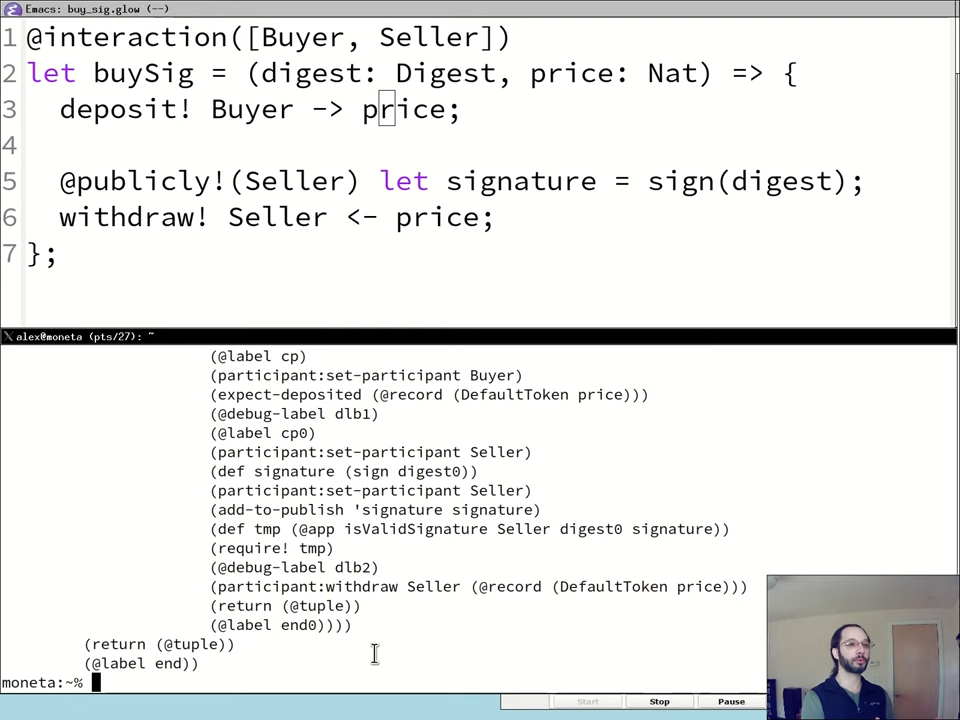 Emacs: buy_sig.glow (--)
1 @interaction([Buyer, Seller])
2 let buySig = (digest: Digest, price: Nat) => {
3   deposit! Buyer -> price;
4
5   @publicly!(Seller) let signature = sign(digest);
6   withdraw! Seller <- price;
7 };
alex@moneta (pts/27): ~
(@label cp)
(participant:set-participant Buyer)
(expect-deposited (@record (DefaultToken price)))
(@debug-label dlb1)
(@label cp0)
(participant:set-participant Seller)
(def signature (sign digest0))
(participant:set-participant Seller)
(add-to-publish 'signature signature)
(def tmp (@app isValidSignature Seller digest0 signature))
(require! tmp)
(@debug-label dlb2)
(participant:withdraw Seller (@record (DefaultToken price)))
(return (@tuple))
(@label end0))))
(return (@tuple))
(@label end))
moneta:~%
Start Stop Pause